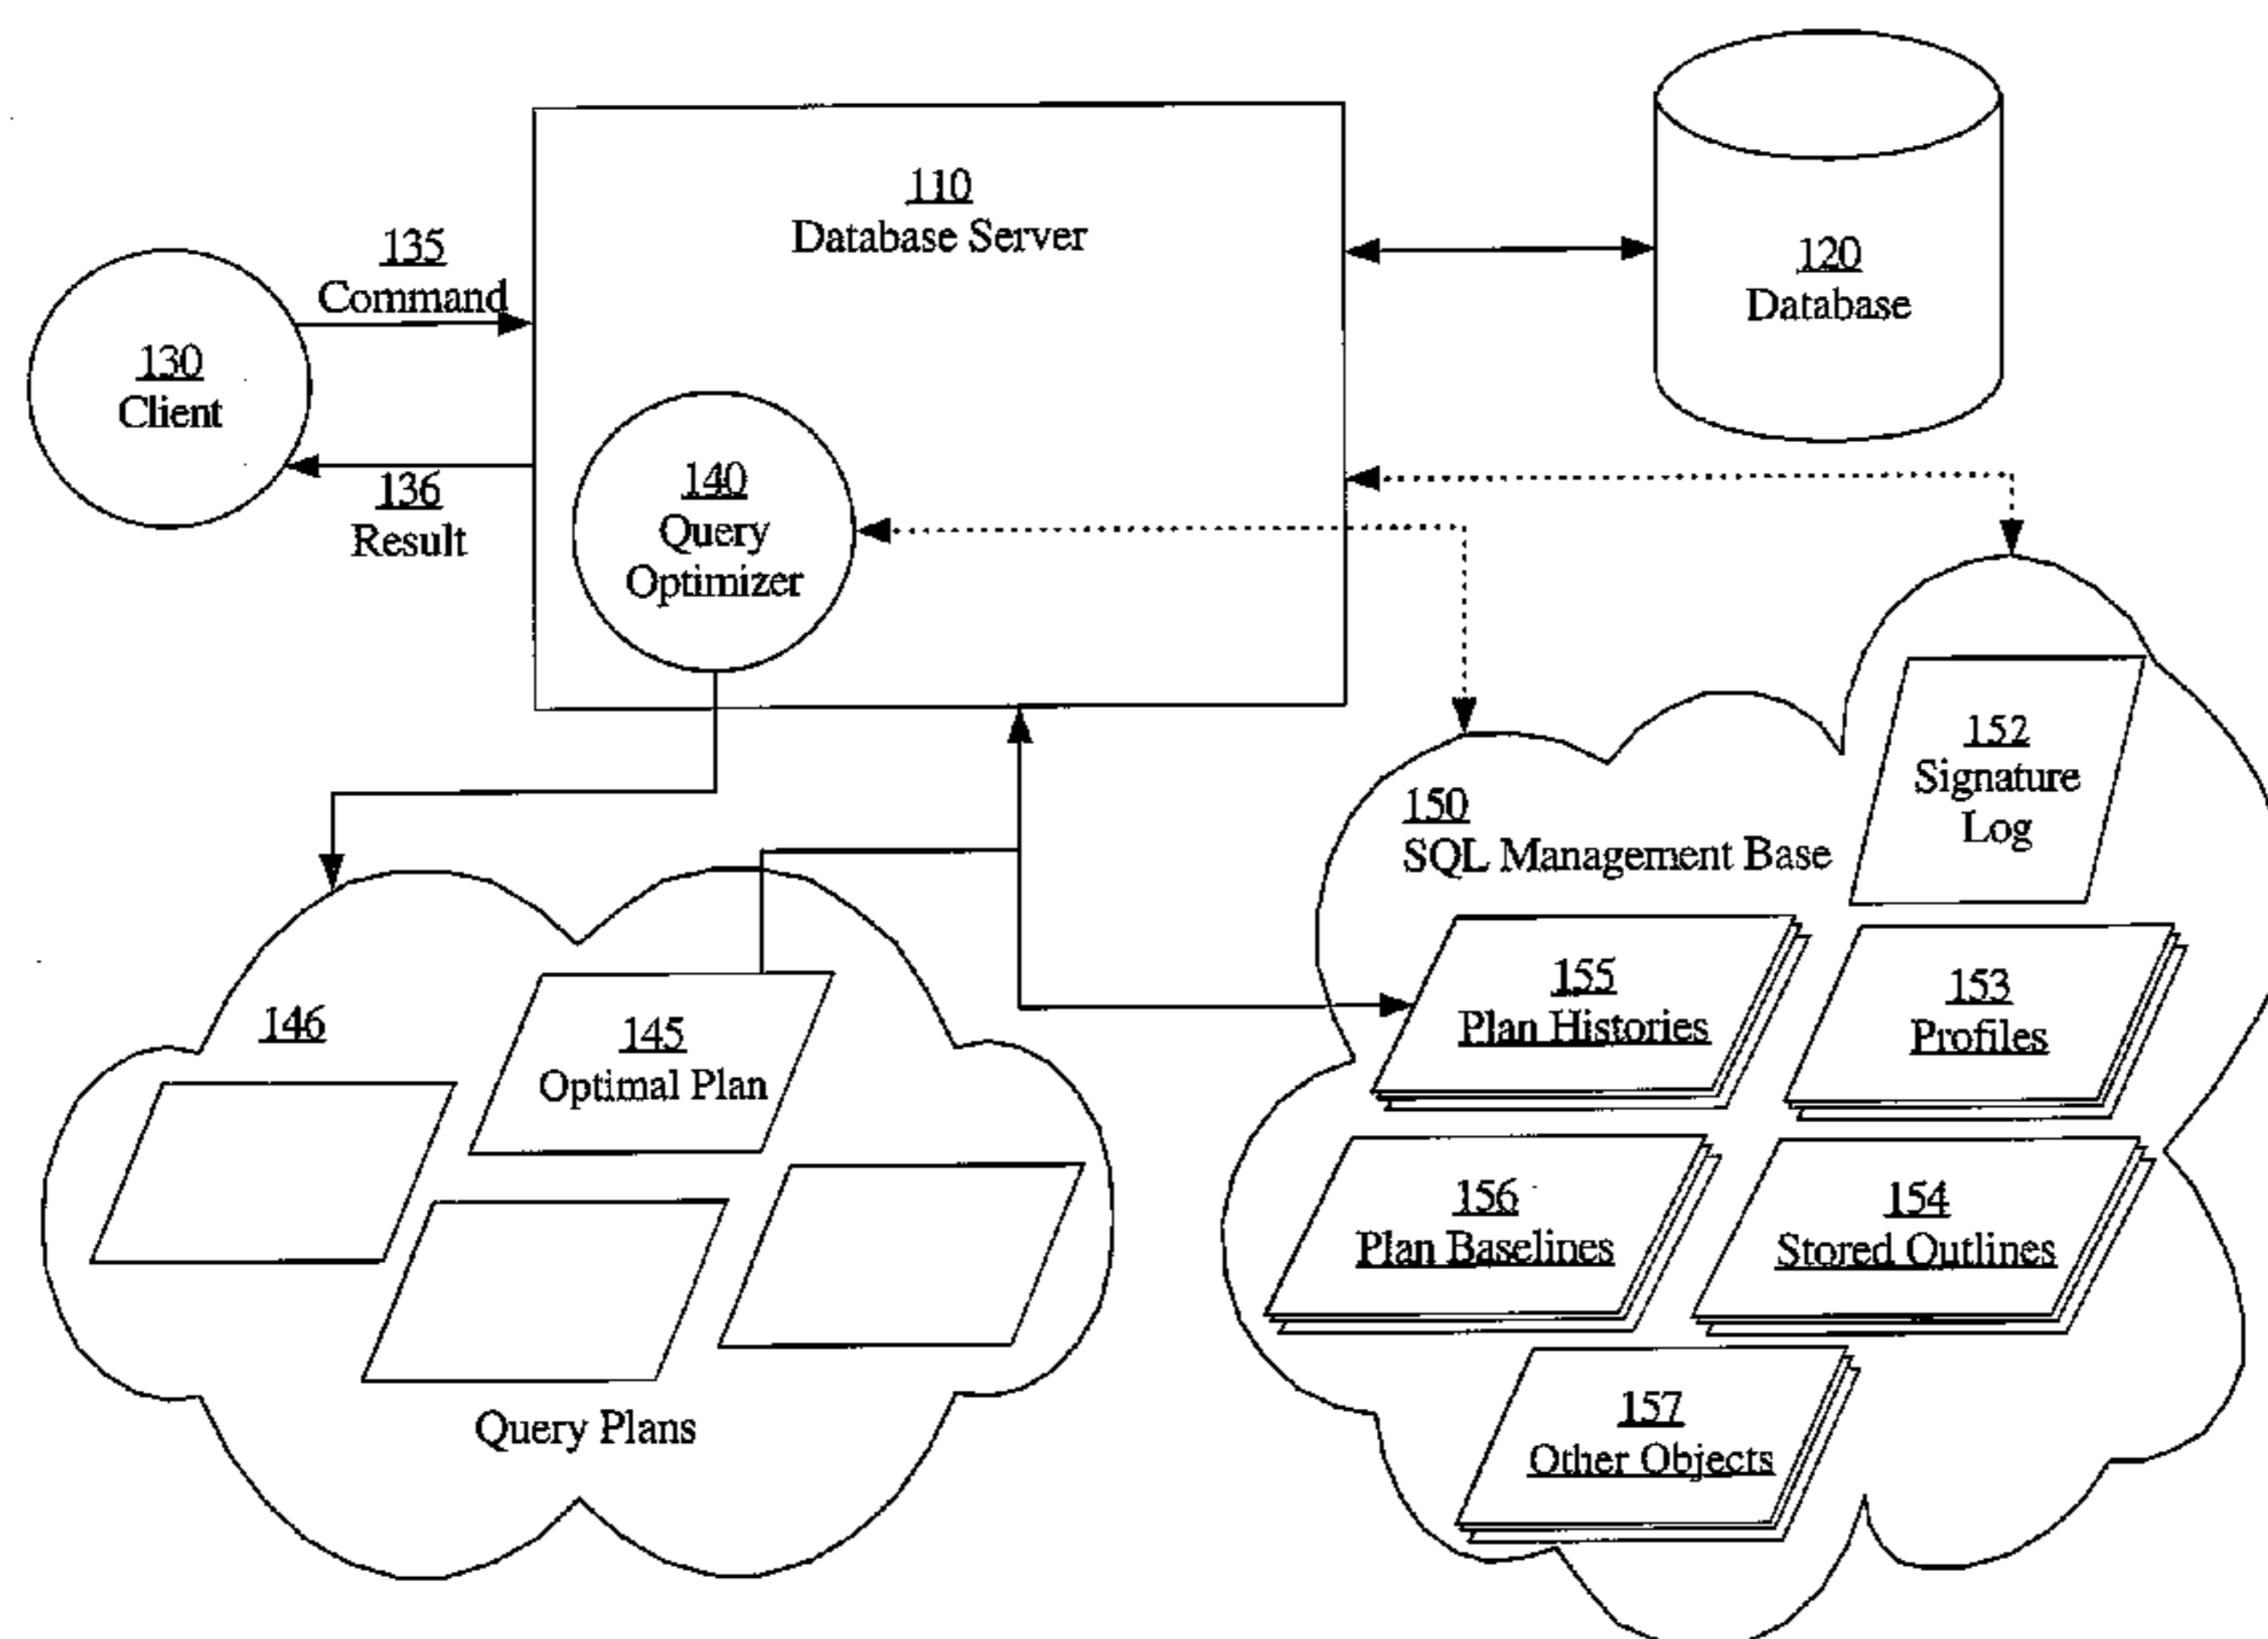 110
Database Server
135
Command
120
Database
130
Client
136
Result
140
Query
Optimizer
152
Signature
Log
150
SQL Management Base
155
Plan Histories
153
Profiles
146
145
Optimal Plan
156
Plan Baselines
154
Stored Outlines
Query Plans
157
Other Objects